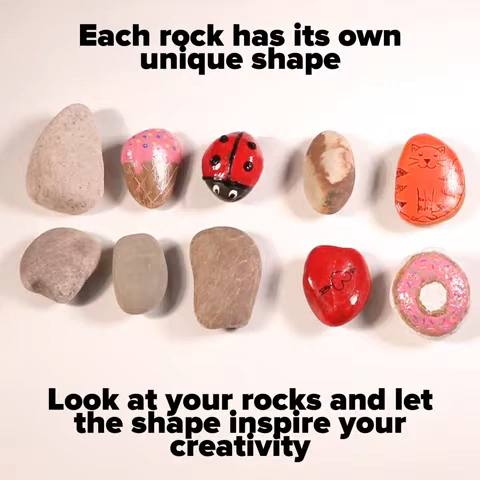 Each rock has its own
unique shape
Look at your rocks and let
the shape inspire your
creativity